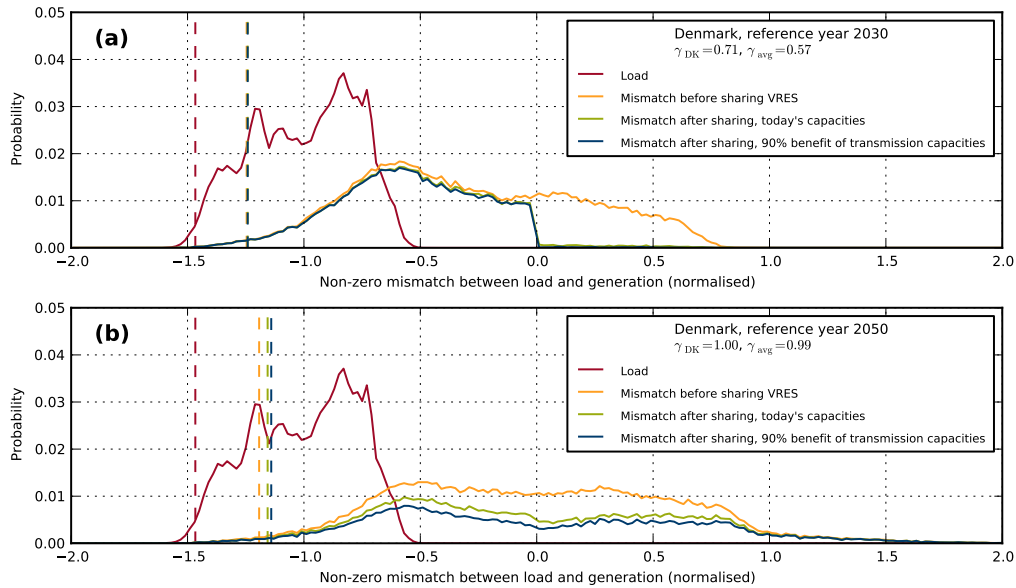 0.05
(a)
Denmark, reference year 2030
γ DK =0.71, γ avg =0.57
0.04
Load
0.03
Mismatch before sharing VRES
Mismatch after sharing, today's capacities
Mismatch after sharing, 90% benefit of transmission capacities
Probability
0.02
0.01
0.00
−2.0 −1.5 −1.0 −0.5 0.0 0.5 1.0 1.5 2.0
Non-zero mismatch between load and generation (normalised)
0.05
(b)
Denmark, reference year 2050
γ DK =1.00, γ avg =0.99
0.04
Load
0.03
Mismatch before sharing VRES
Mismatch after sharing, today's capacities
Mismatch after sharing, 90% benefit of transmission capacities
Probability
0.02
0.01
0.00
−2.0 −1.5 −1.0 −0.5 0.0 0.5 1.0 1.5 2.0
Non-zero mismatch between load and generation (normalised)